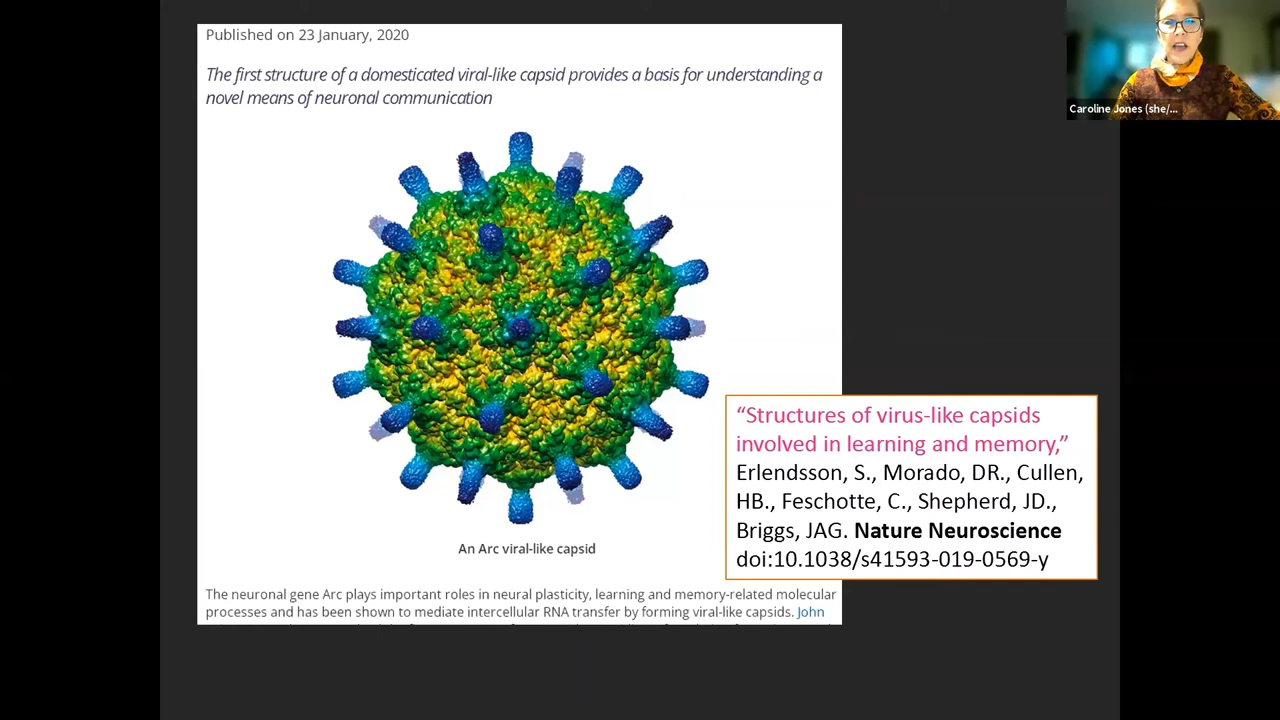 Published on 23 January, 2020
The first structure of a domesticated viral-like capsid provides a basis for understanding a
novel means of neuronal communication
An Arc viral-like capsid
The neuronal gene Arc plays important roles in neural plasticity, learning and memory-related molecular
processes and has been shown to mediate intercellular RNA transfer by forming viral-like capsids. John
“Structures of virus-like capsids
involved in learning and memory,”
Erlendsson, S., Morado, DR., Cullen,
HB., Feschotte, C., Shepherd, JD.,
Briggs, JAG. Nature Neuroscience
doi:10.1038/s41593-019-0569-y
Caroline Jones (she/...